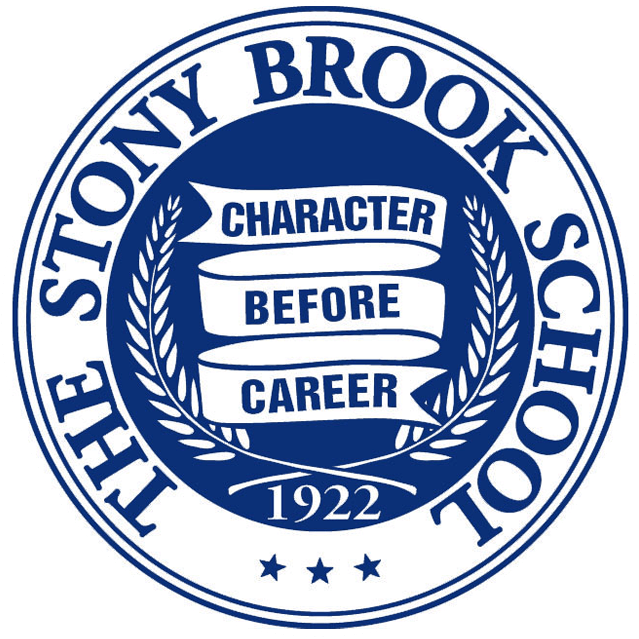 THE STONY BROOK SCHOOL
CHARACTER
BEFORE
CAREER
1922